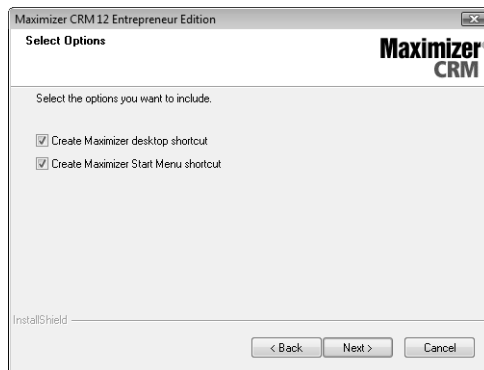 Maximizer CRM 12 Entrepreneur Edition
Select Options
Maximizer
CRM
Select the options you want to include.
Create Maximizer desktop shortcut
Create Maximizer Start Menu shortcut
InstallShield
< Back Next > Cancel